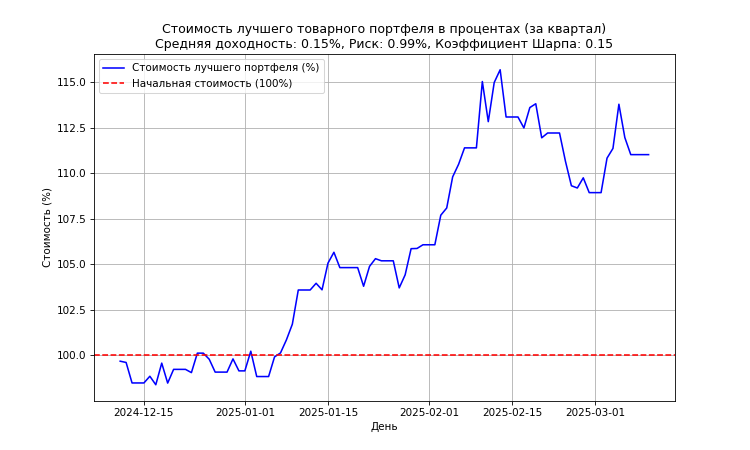 Стоимость лучшего товарного портфеля в процентах (за квартал)
Средняя доходность: 0.15%, Риск: 0.99%, Коэффициент Шарпа: 0.15
Стоимость лучшего портфеля (%)
Начальная стоимость (100%)
Стоимость (%)
115.0
112.5
110.0
107.5
105.0
102.5
100.0
2024-12-15
2025-01-01
2025-01-15
2025-02-01
2025-02-15
2025-03-01
День